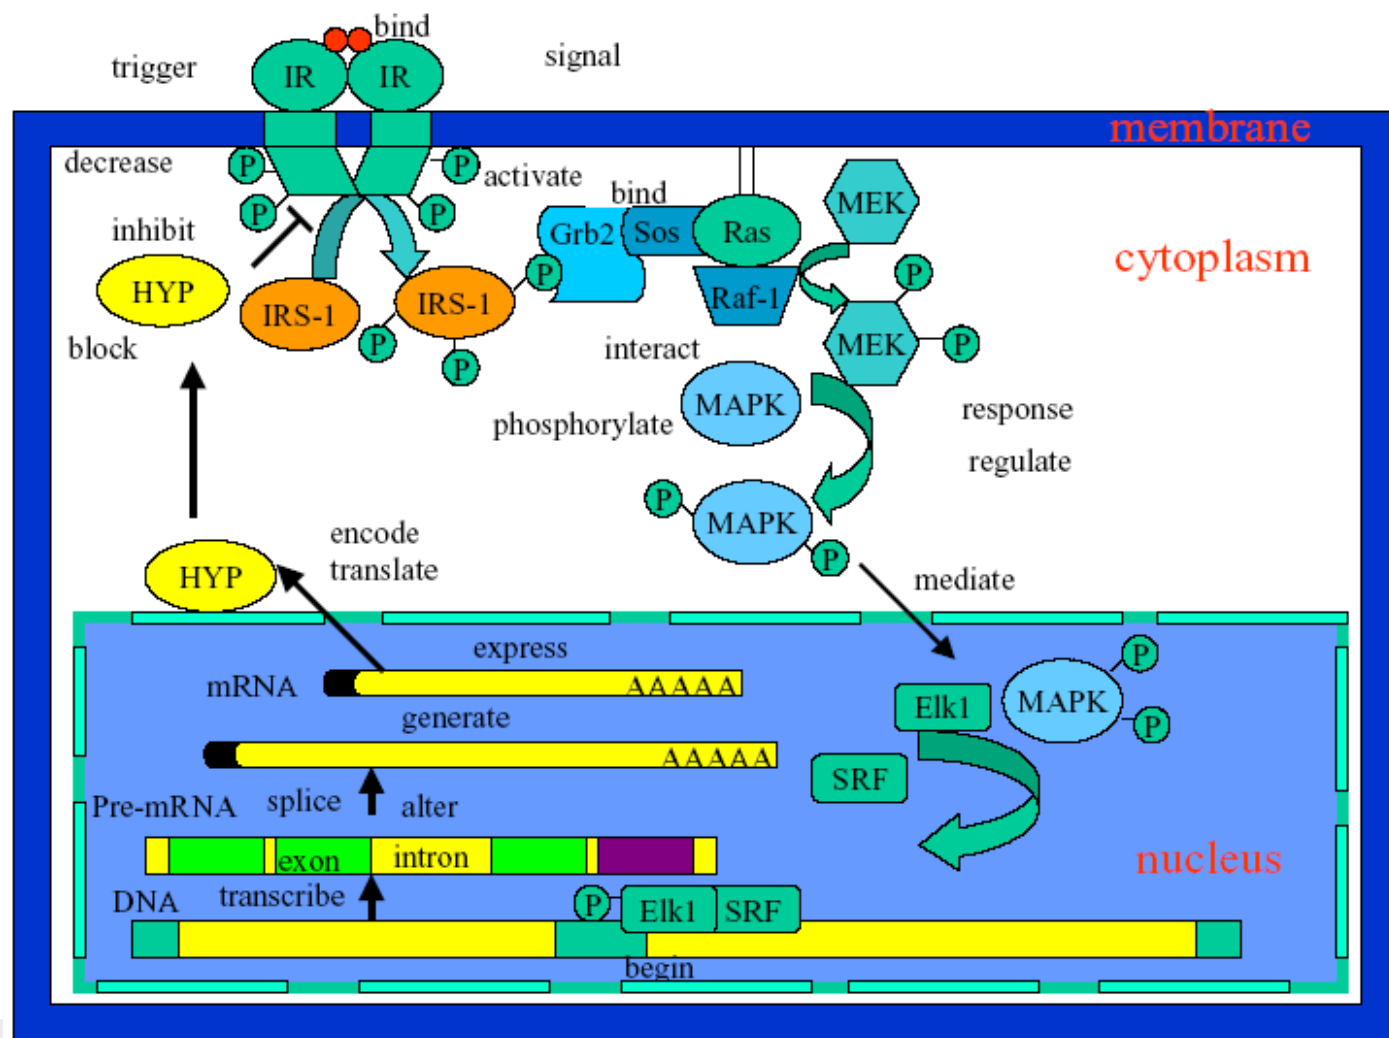 bind
trigger
IR
IR
signal
membrane
decrease
P
P
activate
bind
MEK
P
P
inhibit
Grb2
Sos
Ras
cytoplasm
HYP
P
P
IRS-1
IRS-1
Raf-1
block
P
interact
MEK
P
P
MAPK
response
phosphorylate
regulate
P
MAPK
encode
translate
P
mediate
HYP
express
mRNA
AAAAA
P
generate
Elk1
MAPK
P
AAAAA
SRF
Pre-mRNA
splice
alter
exon
intron
nucleus
DNA
transcribe
P
Elk1
SRF
begin